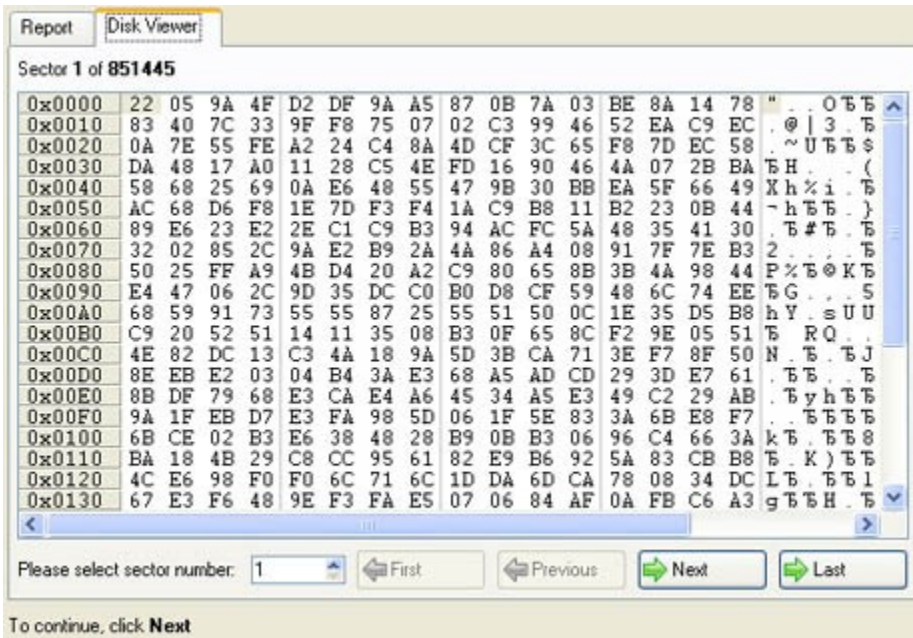 Report Disk Viewer
Sector 1 of 851445
0x0000 22 05 9A 4F D2 DF 9A A5 87 0B 7A 03 BE 8A 14 78 " . . O Ђ Ђ
0x0010 83 40 7C 33 9F F8 75 07 02 C3 99 46 52 EA C9 EC . @ | 3 . Ђ
0x0020 0A 7E 55 FE A2 24 C4 8A 4D CF 3C 65 F8 7D EC 58 . ~ U Ђ Ђ $
0x0030 DA 48 17 A0 11 28 C5 4E FD 16 90 46 4A 07 2B BA Ђ H . . (
0x0040 58 68 25 69 0A E6 48 55 47 9B 30 BB EA 5F 66 49 X h % i . Ђ
0x0050 AC 68 D6 F8 1E 7D F3 F4 1A C9 B8 11 B2 23 0B 44 ¬ h Ђ Ђ . }
0x0060 89 E6 23 E2 2E C1 C9 B3 94 AC FC 5A 48 35 41 30 . Ђ # Ђ . Ђ
0x0070 32 02 85 2C 9A E2 B9 2A 4A 86 A4 08 91 7F 7E B3 2 . . , . Ђ
0x0080 50 25 FF A9 4B D4 20 A2 C9 80 65 8B 3B 4A 98 44 P % Ђ © K Ђ
0x0090 E4 47 06 2C 9D 35 DC C0 B0 D8 CF 59 48 6C 74 EE Ђ G . , . 5
0x00A0 68 59 91 73 55 55 87 25 55 51 50 0C 1E 35 D5 B8 h Y . s U U
0x00B0 C9 20 52 51 14 11 35 08 B3 0F 65 8C F2 9E 05 51 Ђ R Q . .
0x00C0 4E 82 DC 13 C3 4A 18 9A 5D 3B CA 71 3E F7 8F 50 N . Ђ . Ђ J
0x00D0 8E EB E2 03 04 B4 3A E3 68 A5 AD CD 29 3D E7 61 . Ђ Ђ . . Ђ
0x00E0 8B DF 79 68 E3 CA E4 A6 45 34 A5 E3 49 C2 29 AB . Ђ y h Ђ Ђ
0x00F0 9A 1F EB D7 E3 FA 98 5D 06 1F 5E 83 3A 6B E8 F7 . . Ђ Ђ Ђ Ђ
0x0100 6B CE 02 B3 E6 38 48 28 B9 0B B3 06 96 C4 66 3A k Ђ . Ђ Ђ 8
0x0110 BA 18 4B 29 C8 CC 95 61 82 E9 B6 92 5A 83 CB B8 Ђ . K ) Ђ Ђ
0x0120 4C E6 98 F0 F0 6C 71 6C 1D DA 6D CA 78 08 34 DC L Ђ . Ђ Ђ l
0x0130 67 E3 F6 48 9E F3 FA E5 07 06 84 AF 0A FB C6 A3 g Ђ Ђ H . Ђ
Please select sector number: 1 First Previous Next Last
To continue, click Next